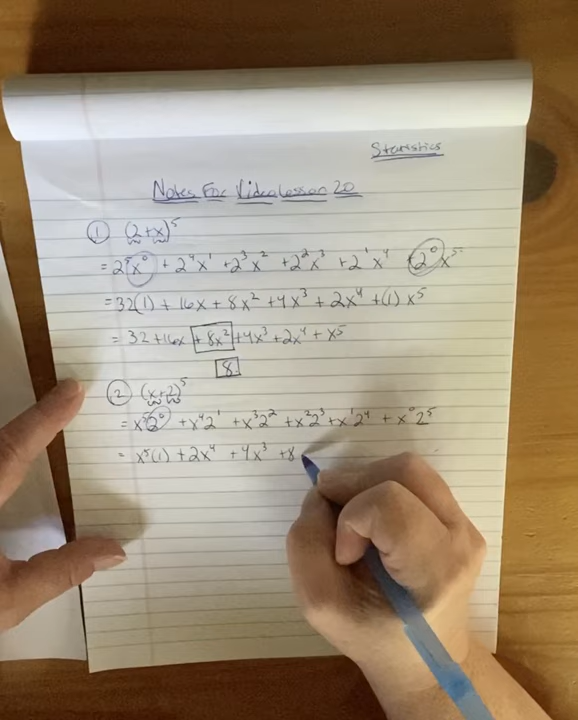 Statistics
Notes For Video Lesson 20
① (2+x)⁵
= 2⁵x⁰ + 2⁴x¹ + 2³x² + 2²x³ + 2¹x⁴ + 2⁰x⁵
= 32(1) + 16x + 8x² + 4x³ + 2x⁴ + (1)x⁵
= 32 + 16x + 8x² + 4x³ + 2x⁴ + x⁵
8
② (x+2)⁵
= x⁵2⁰ + x⁴2¹ + x³2² + x²2³ + x¹2⁴ + x⁰2⁵
= x⁵(1) + 2x⁴ + 4x³ + 8